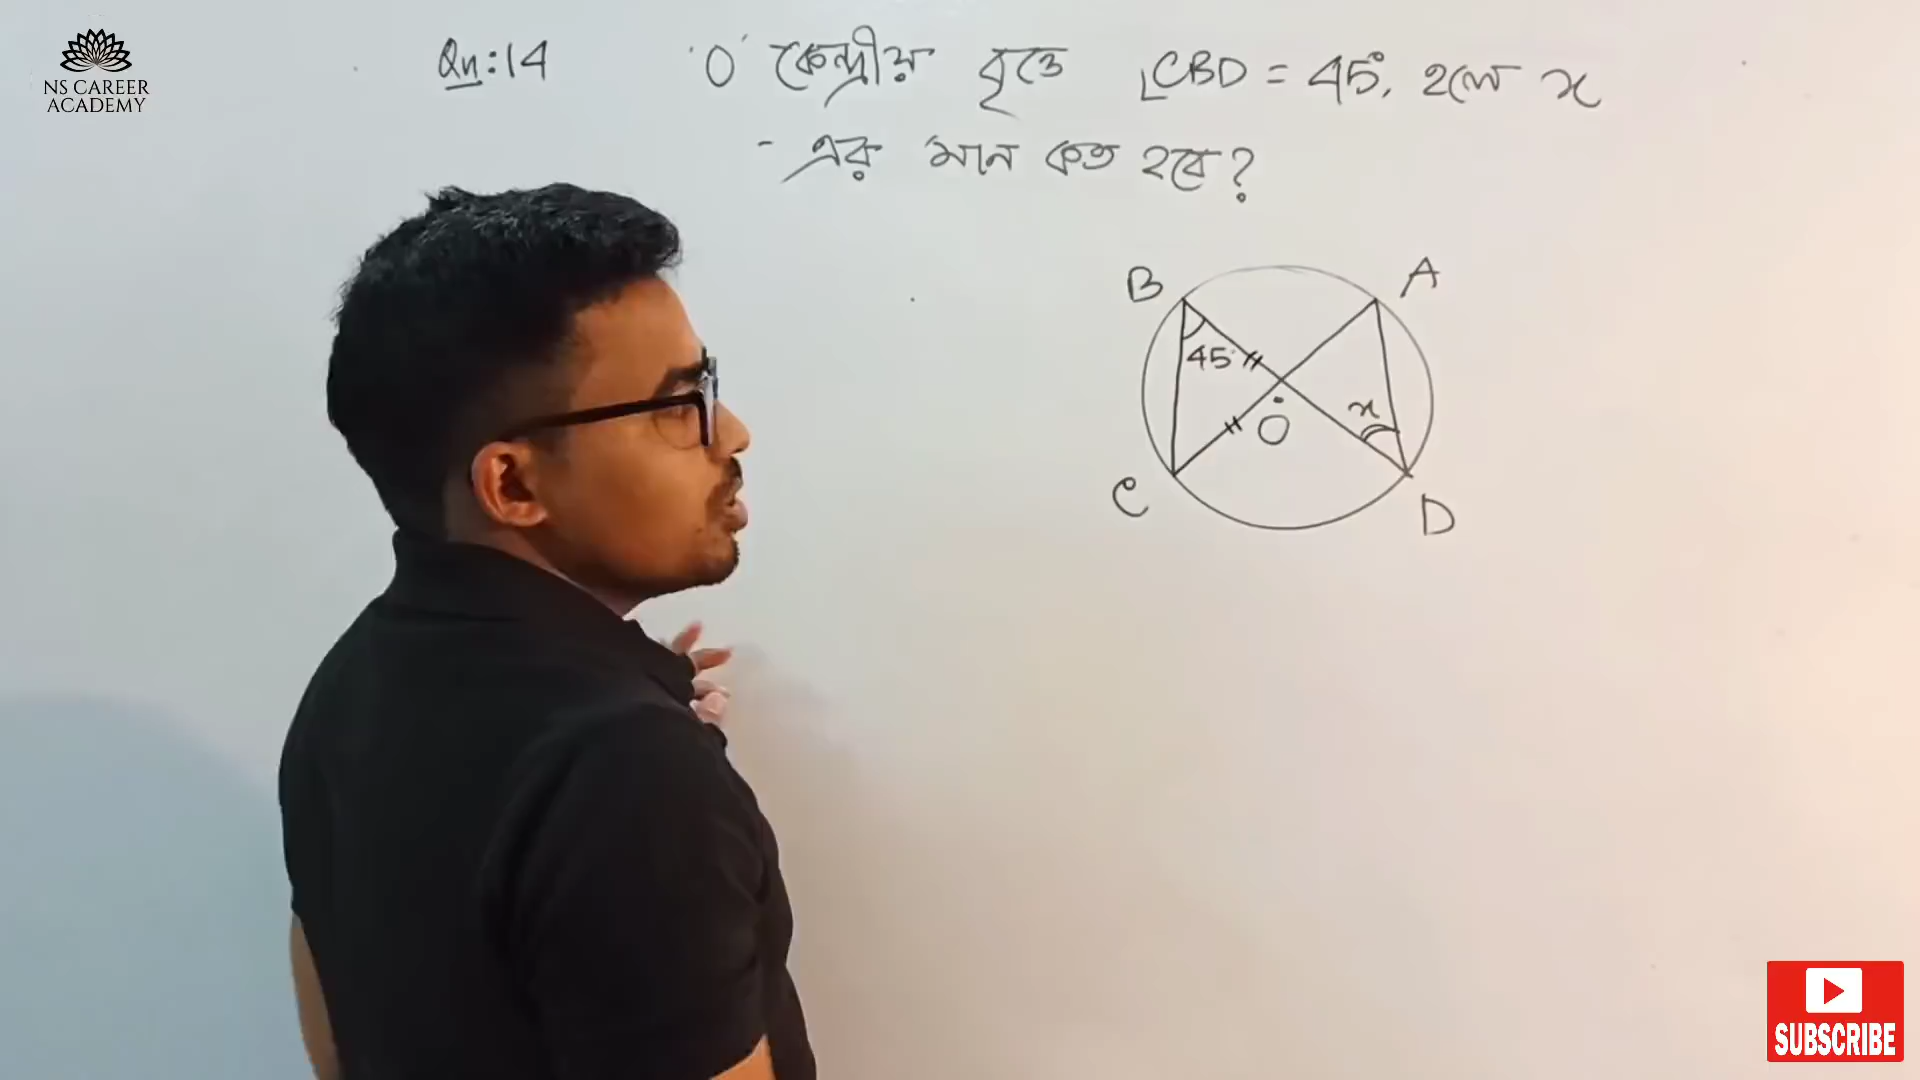 NS CAREER
ACADEMY
Qn:14 'O' কেন্দ্রীয় বৃত্তে ∠CBD = 45°, হলে x
- এর মান কত হবে?
B
A
45°
x
O
C
D
SUBSCRIBE